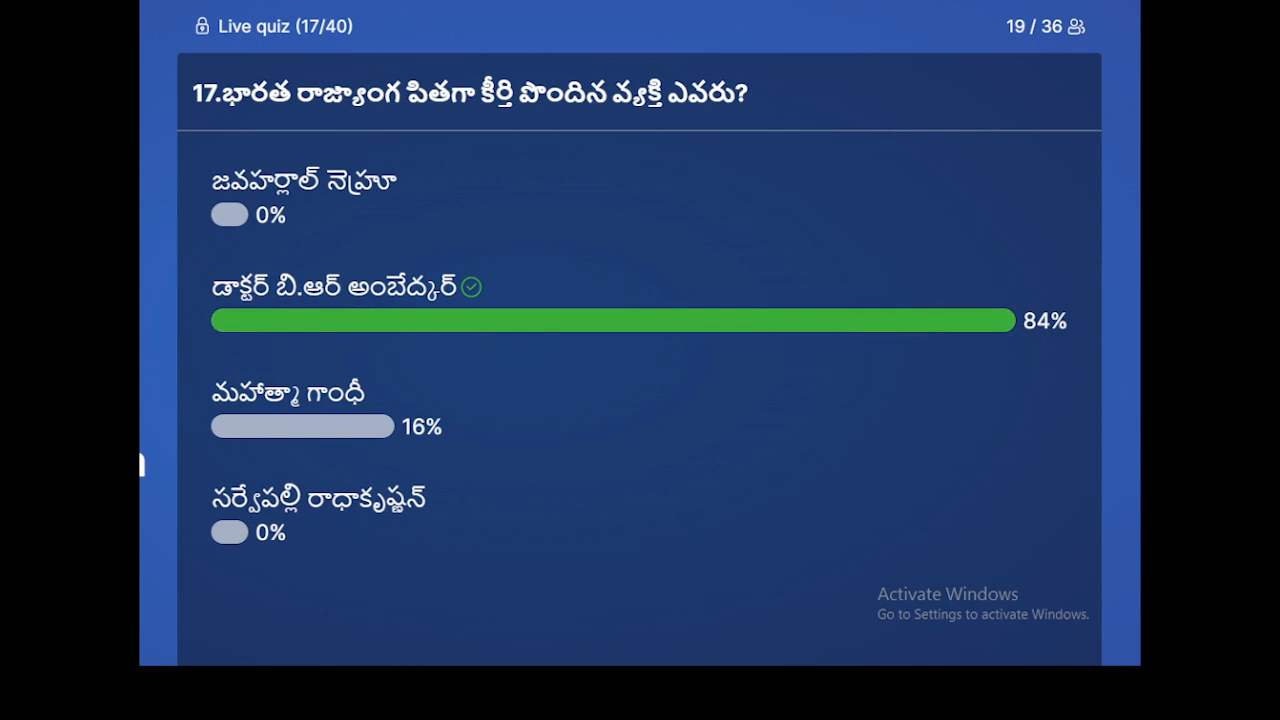 Live quiz (17/40)
19 / 36
17.భారత రాజ్యాంగ పితగా కీర్తి పొందిన వ్యక్తి ఎవరు?
జవహర్లాల్ నెహ్రూ
0%
డాక్టర్ బి.ఆర్ అంబేద్కర్
84%
మహాత్మా గాంధీ
16%
సర్వేపల్లి రాధాకృష్ణన్
0%
Activate Windows
Go to Settings to activate Windows.